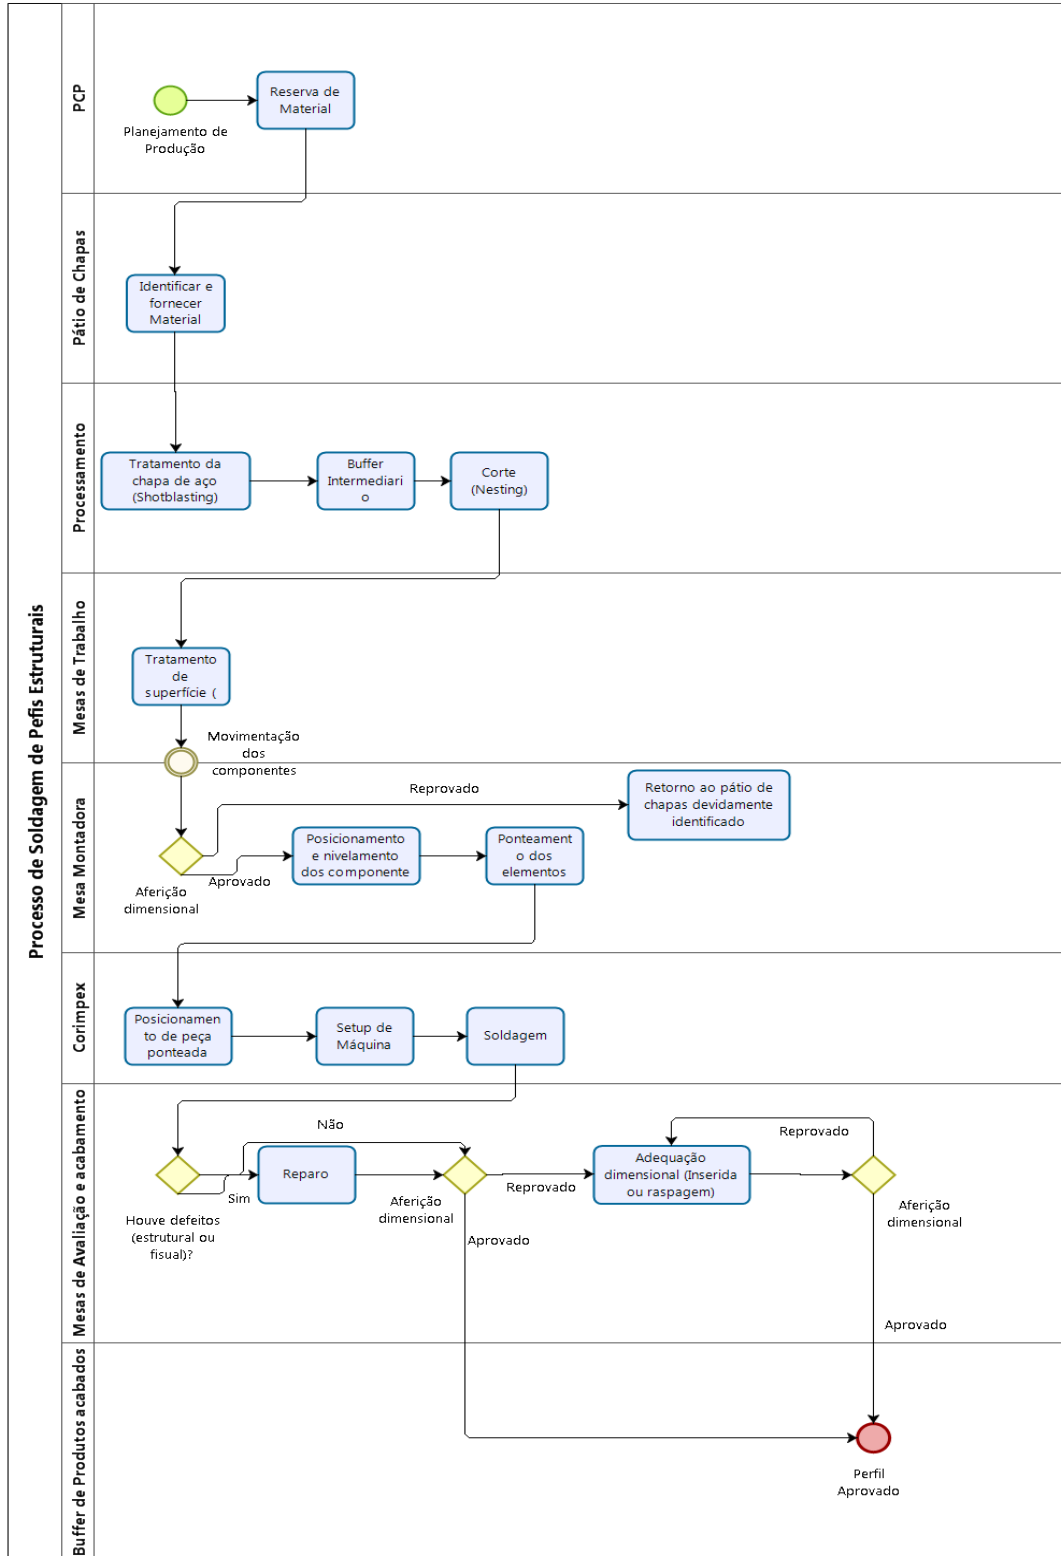 Processo de Soldagem de Pefis Estruturais
PCP
Planejamento de
Produção
Reserva de
Material
Pátio de Chapas
Identificar e
fornecer
Material
Processamento
Tratamento da
chapa de aço
(Shotblasting)
Buffer
Intermediari
o
Corte
(Nesting)
Mesas de Trabalho
Tratamento
de
superfície (
Movimentação
dos
componentes
Mesa Montadora
Reprovado
Retorno ao pátio de
chapas devidamente
identificado
Aferição
dimensional
Aprovado
Posicionamento
e nivelamento
dos componente
Ponteament
o dos
elementos
Corimpex
Posicionamen
to de peça
ponteada
Setup de
Máquina
Soldagem
Mesas de Avaliação e acabamento
Não
Houve defeitos
(estrutural ou
fisual)?
Sim
Reparo
Aferição
dimensional
Reprovado
Aprovado
Adequação
dimensional (Inserida
ou raspagem)
Reprovado
Aferição
dimensional
Aprovado
Buffer de Produtos acabados
Perfil
Aprovado